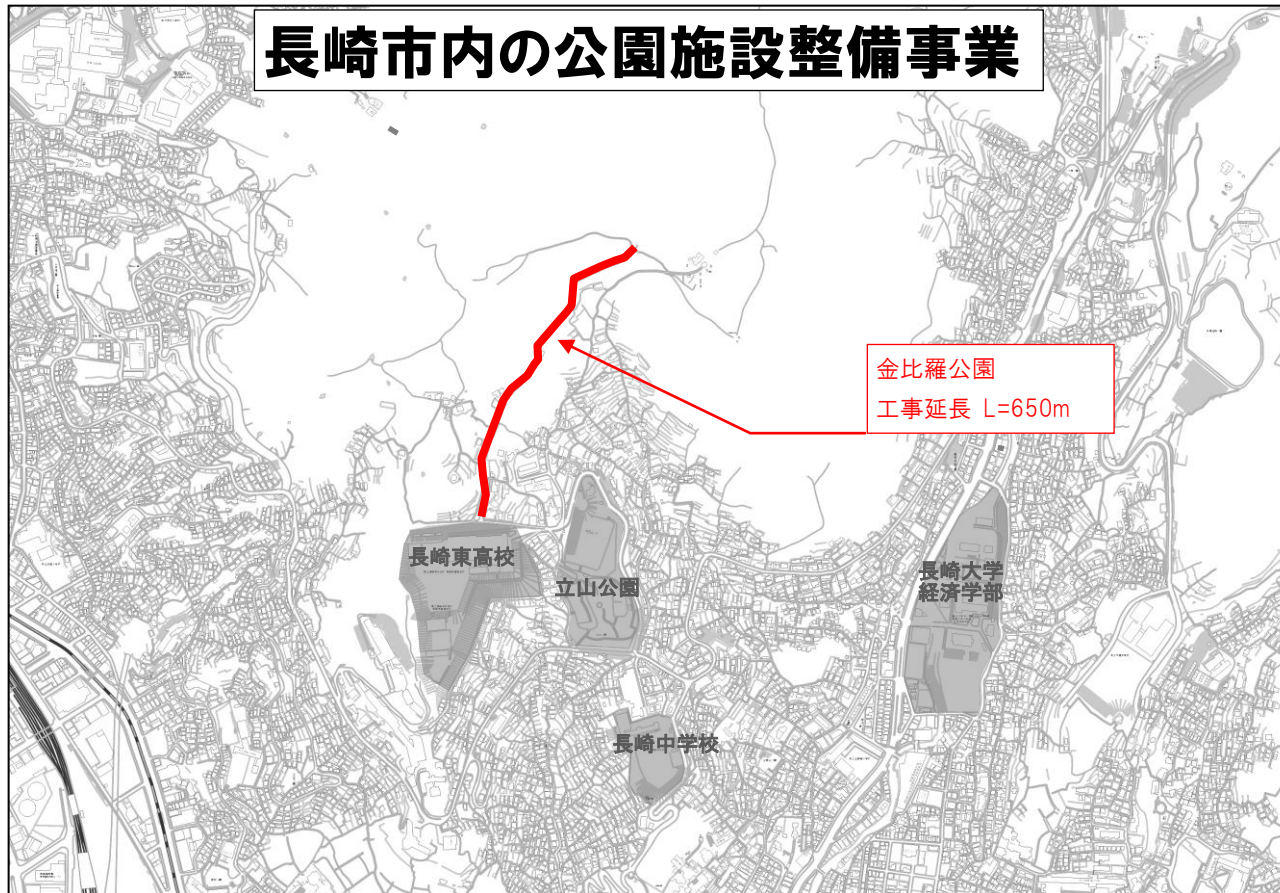 長崎市内の公園施設整備事業
金比羅公園
工事延長 L=650m
長崎東高校
立山公園
長崎大学
経済学部
長崎中学校